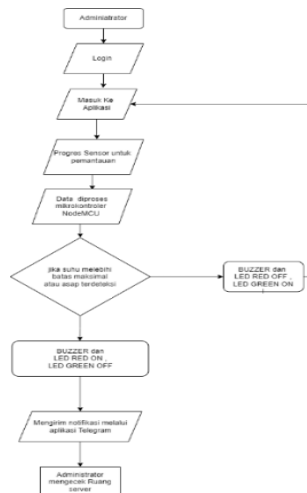 Administrator
Login
Masuk Ke
Aplikasi
Progres Sensor untuk
pemantauan
Data diproses
mikrokontroler
NodeMCU
jika suhu melebihi
batas maksimal
atau asap terdeteksi
BUZZER dan
LED RED OFF ,
LED GREEN ON
BUZZER dan
LED RED ON ,
LED GREEN OFF
Mengirim notifikasi melalui
aplikasi Telegram
Administrator
mengecek Ruang
server